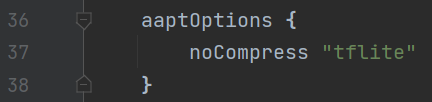 36 aaptOptions {
37 noCompress "tflite"
38 }